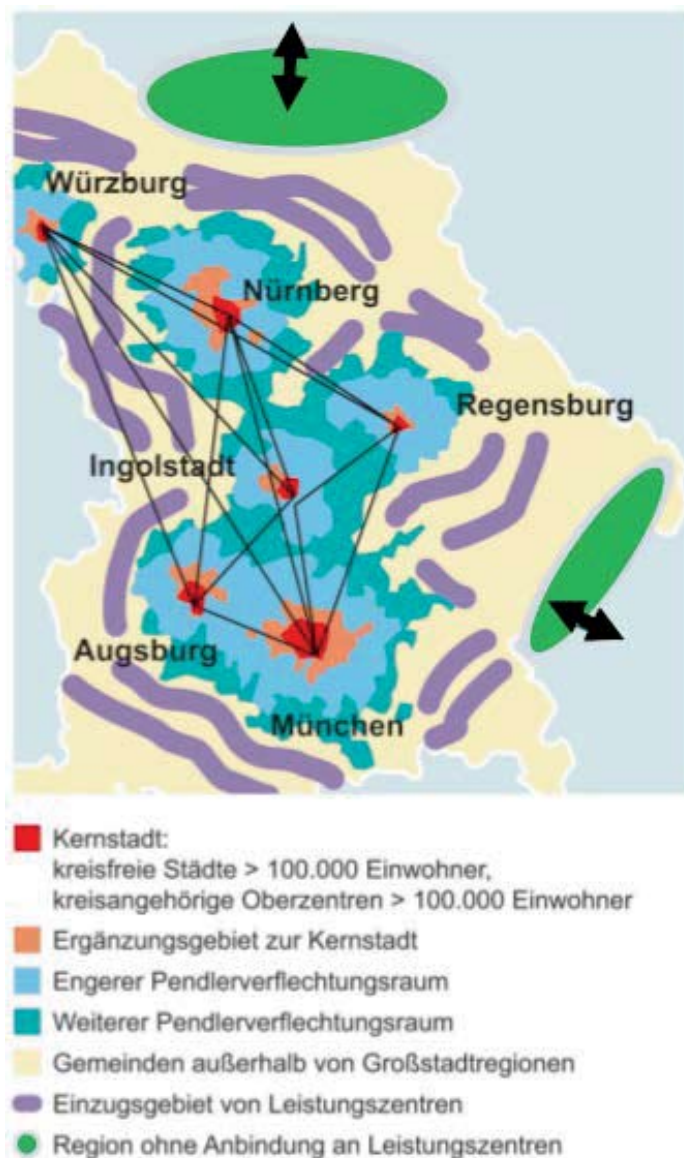 Würzburg
Nürnberg
Regensburg
Ingolstadt
Augsburg
München
Kernstadt:
kreisfreie Städte > 100.000 Einwohner,
kreisangehörige Oberzentren > 100.000 Einwohner
Ergänzungsgebiet zur Kernstadt
Engerer Pendlerverflechtungsraum
Weiterer Pendlerverflechtungsraum
Gemeinden außerhalb von Großstadtregionen
Einzugsgebiet von Leistungszentren
Region ohne Anbindung an Leistungszentren